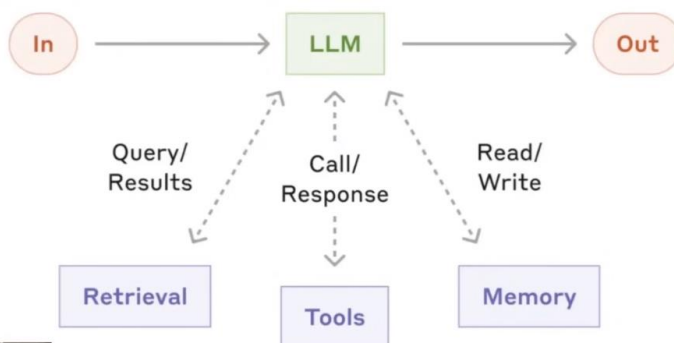 In
LLM
Out
Query/
Results
Call/
Response
Read/
Write
Retrieval
Tools
Memory